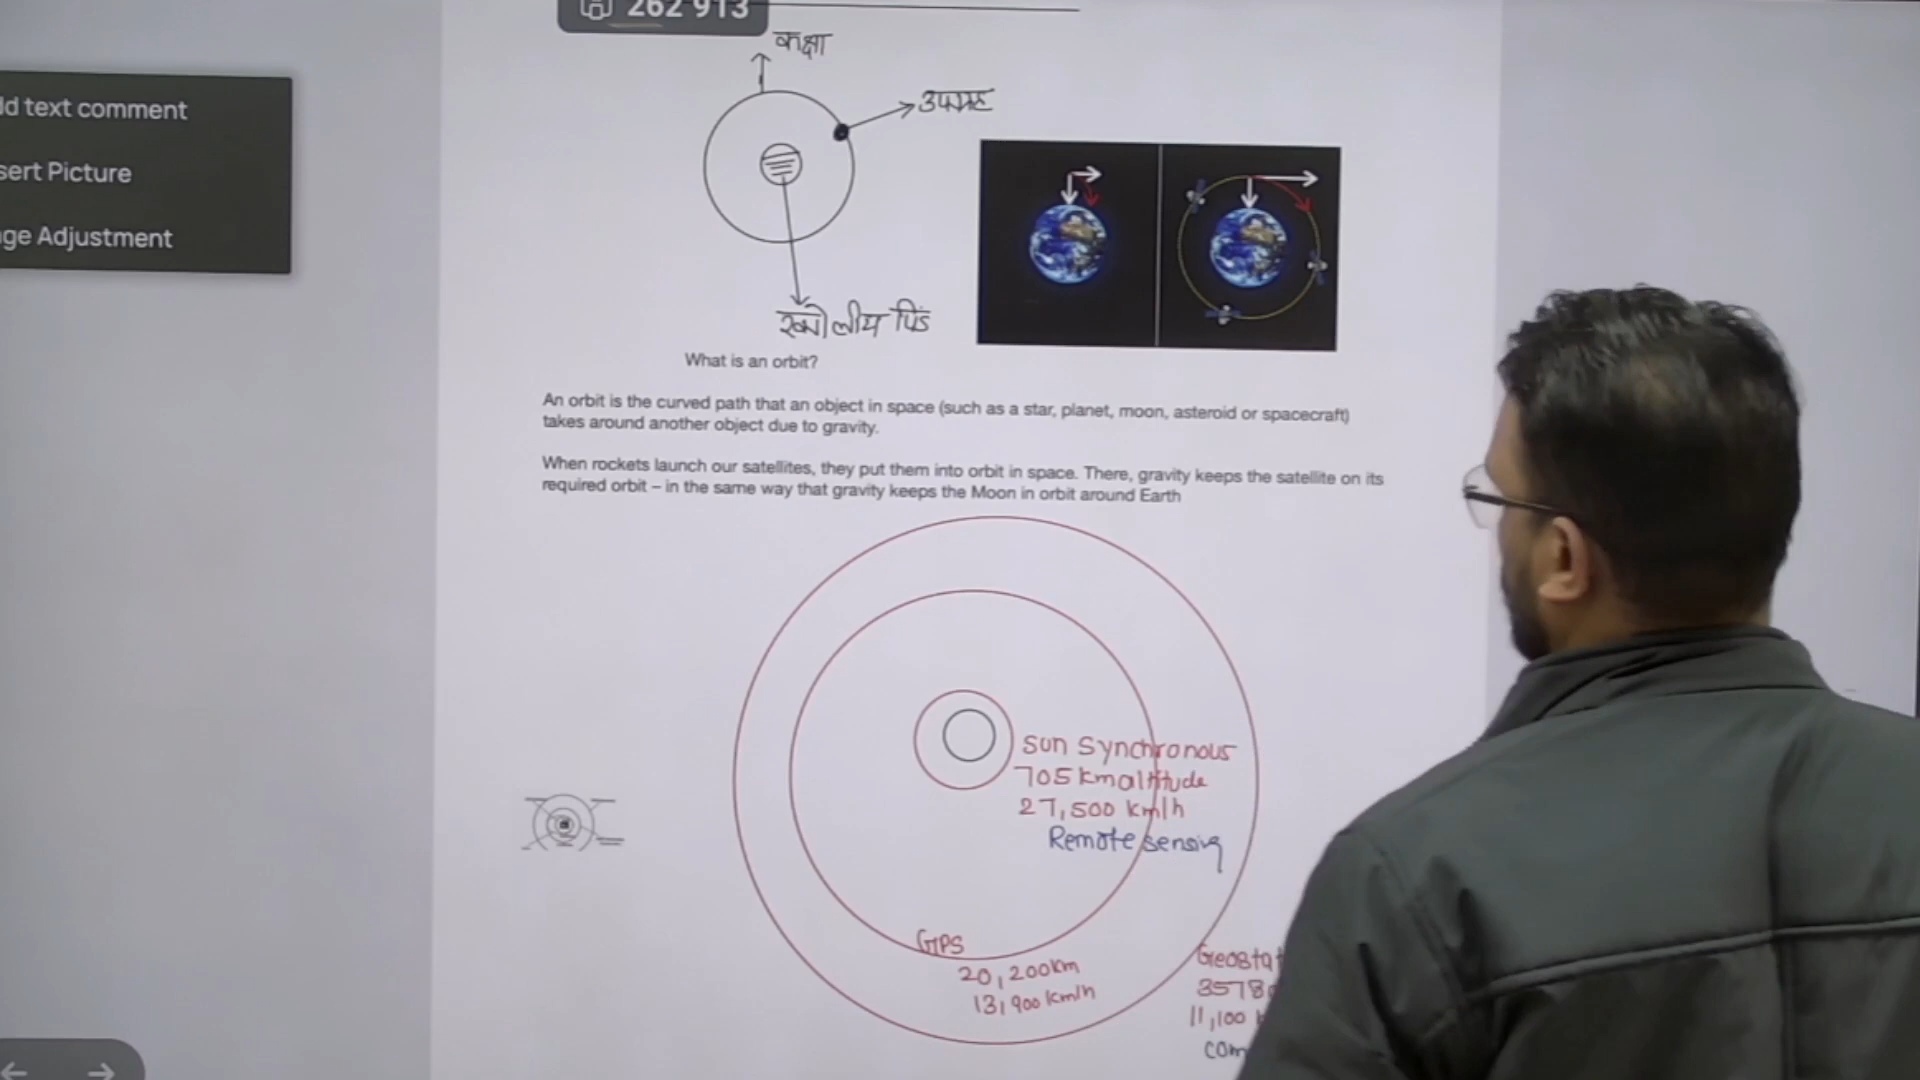 262 913
कक्षा
उपग्रह
खगोलीय पिंड
dd text comment
sert Picture
ge Adjustment
What is an orbit?
An orbit is the curved path that an object in space (such as a star, planet, moon, asteroid or spacecraft)
takes around another object due to gravity.
When rockets launch our satellites, they put them into orbit in space. There, gravity keeps the satellite on its
required orbit – in the same way that gravity keeps the Moon in orbit around Earth
Sun Synchronous
705 km altitude
27,500 km/h
Remote sensing
GPS
20,200km
13,900 km/h
Geostat
3578
11,100
com